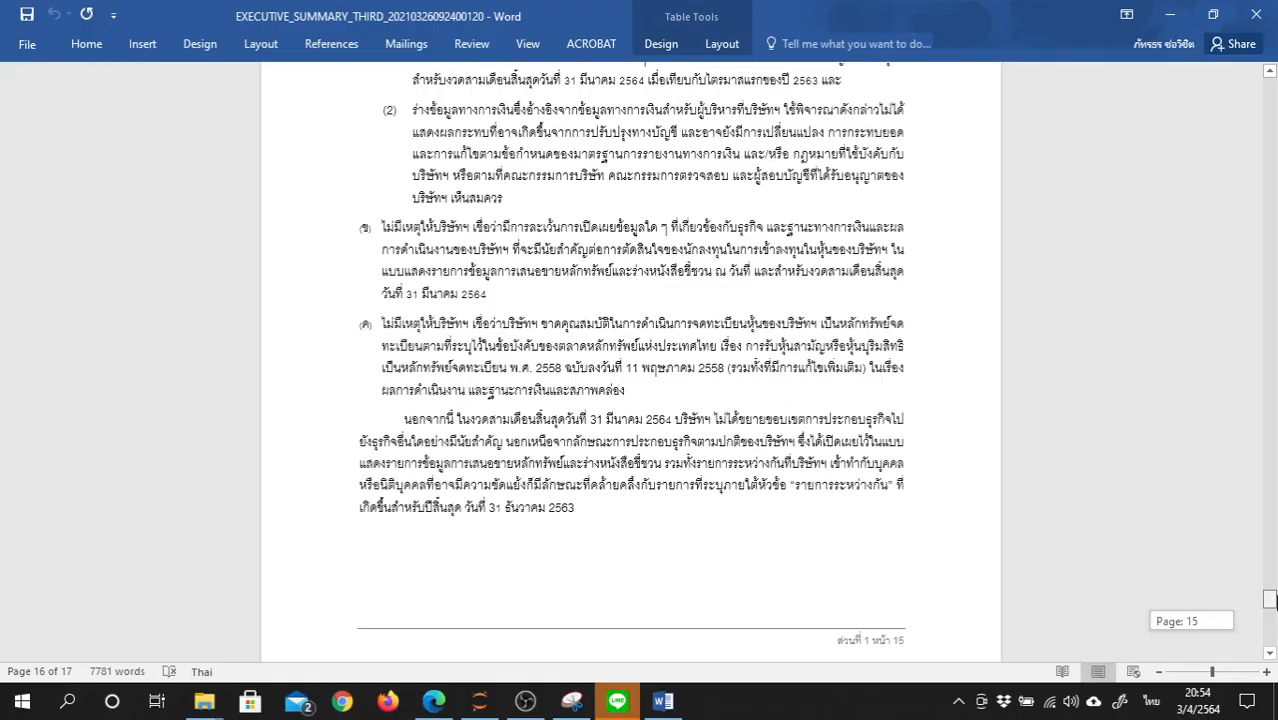 EXECUTIVE_SUMMARY_THIRD_20210326092400120 - Word
Table Tools
File Home Insert Design Layout References Mailings Review View ACROBAT Design Layout Tell me what you want to do... ภัทรธร ช่อวิชิต Share
สำหรับงวดสามเดือนสิ้นสุดวันที่ 31 มีนาคม 2564 เมื่อเทียบกับไตรมาสแรกของปี 2563 และ
(2) ร่างข้อมูลทางการเงินซึ่งอ้างอิงจากข้อมูลทางการเงินสำหรับผู้บริหารที่บริษัทฯ ใช้พิจารณาดังกล่าวไม่ได้
แสดงผลกระทบที่อาจเกิดขึ้นจากการปรับปรุงทางบัญชี และอาจยังมีการเปลี่ยนแปลง การกระทบยอด
และการแก้ไขตามข้อกำหนดของมาตรฐานการรายงานทางการเงิน และ/หรือ กฎหมายที่ใช้บังคับกับ
บริษัทฯ หรือตามที่คณะกรรมการบริษัท คณะกรรมการตรวจสอบ และผู้สอบบัญชีที่ได้รับอนุญาตของ
บริษัทฯ เห็นสมควร
(ข) ไม่มีเหตุให้บริษัทฯ เชื่อว่ามีการละเว้นการเปิดเผยข้อมูลใด ๆ ที่เกี่ยวข้องกับธุรกิจ และฐานะทางการเงินและผล
การดำเนินงานของบริษัทฯ ที่จะมีนัยสำคัญต่อการตัดสินใจของนักลงทุนในการเข้าลงทุนในหุ้นของบริษัทฯ ใน
แบบแสดงรายการข้อมูลการเสนอขายหลักทรัพย์และร่างหนังสือชี้ชวน ณ วันที่ และสำหรับงวดสามเดือนสิ้นสุด
วันที่ 31 มีนาคม 2564
(ค) ไม่มีเหตุให้บริษัทฯ เชื่อว่าบริษัทฯ ขาดคุณสมบัติในการดำเนินการจดทะเบียนหุ้นของบริษัทฯ เป็นหลักทรัพย์จด
ทะเบียนตามที่ระบุไว้ในข้อบังคับของตลาดหลักทรัพย์แห่งประเทศไทย เรื่อง การรับหุ้นสามัญหรือหุ้นบุริมสิทธิ
เป็นหลักทรัพย์จดทะเบียน พ.ศ. 2558 ฉบับลงวันที่ 11 พฤษภาคม 2558 (รวมทั้งที่มีการแก้ไขเพิ่มเติม) ในเรื่อง
ผลการดำเนินงาน และฐานะการเงินและสภาพคล่อง
นอกจากนี้ ในงวดสามเดือนสิ้นสุดวันที่ 31 มีนาคม 2564 บริษัทฯ ไม่ได้ขยายขอบเขตการประกอบธุรกิจไป
ยังธุรกิจอื่นใดอย่างมีนัยสำคัญ นอกเหนือจากลักษณะการประกอบธุรกิจตามปกติของบริษัทฯ ซึ่งได้เปิดเผยไว้ในแบบ
แสดงรายการข้อมูลการเสนอขายหลักทรัพย์และร่างหนังสือชี้ชวน รวมทั้งรายการระหว่างกันที่บริษัทฯ เข้าทำกับบุคคล
หรือนิติบุคคลที่อาจมีความขัดแย้งก็มีลักษณะที่คล้ายคลึงกับรายการที่ระบุภายใต้หัวข้อ “รายการระหว่างกัน” ที่
เกิดขึ้นสำหรับปีสิ้นสุด วันที่ 31 ธันวาคม 2563
Page: 15
ส่วนที่ 1 หน้า 15
Page 16 of 17 7781 words Thai
2
ไทย
20:54
3/4/2564